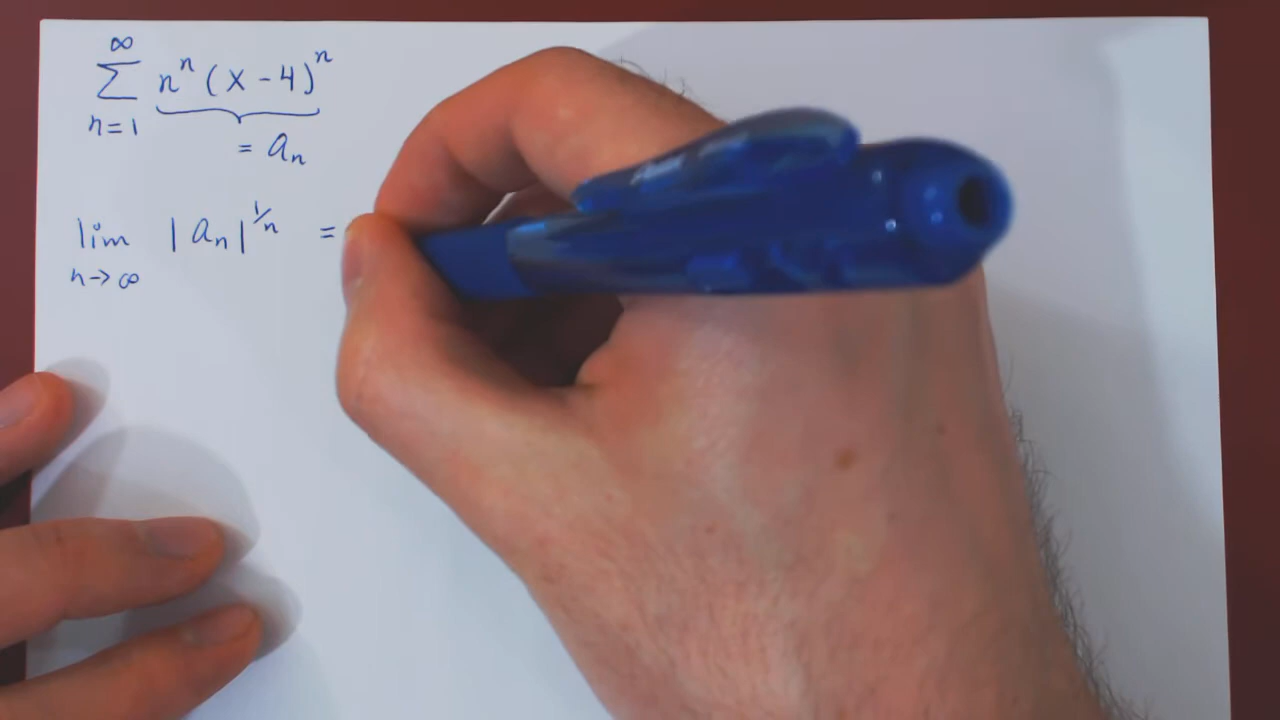 ∞
∑ nⁿ (x - 4)ⁿ
n = 1
= aₙ
lim |aₙ|^1/n =
n → ∞